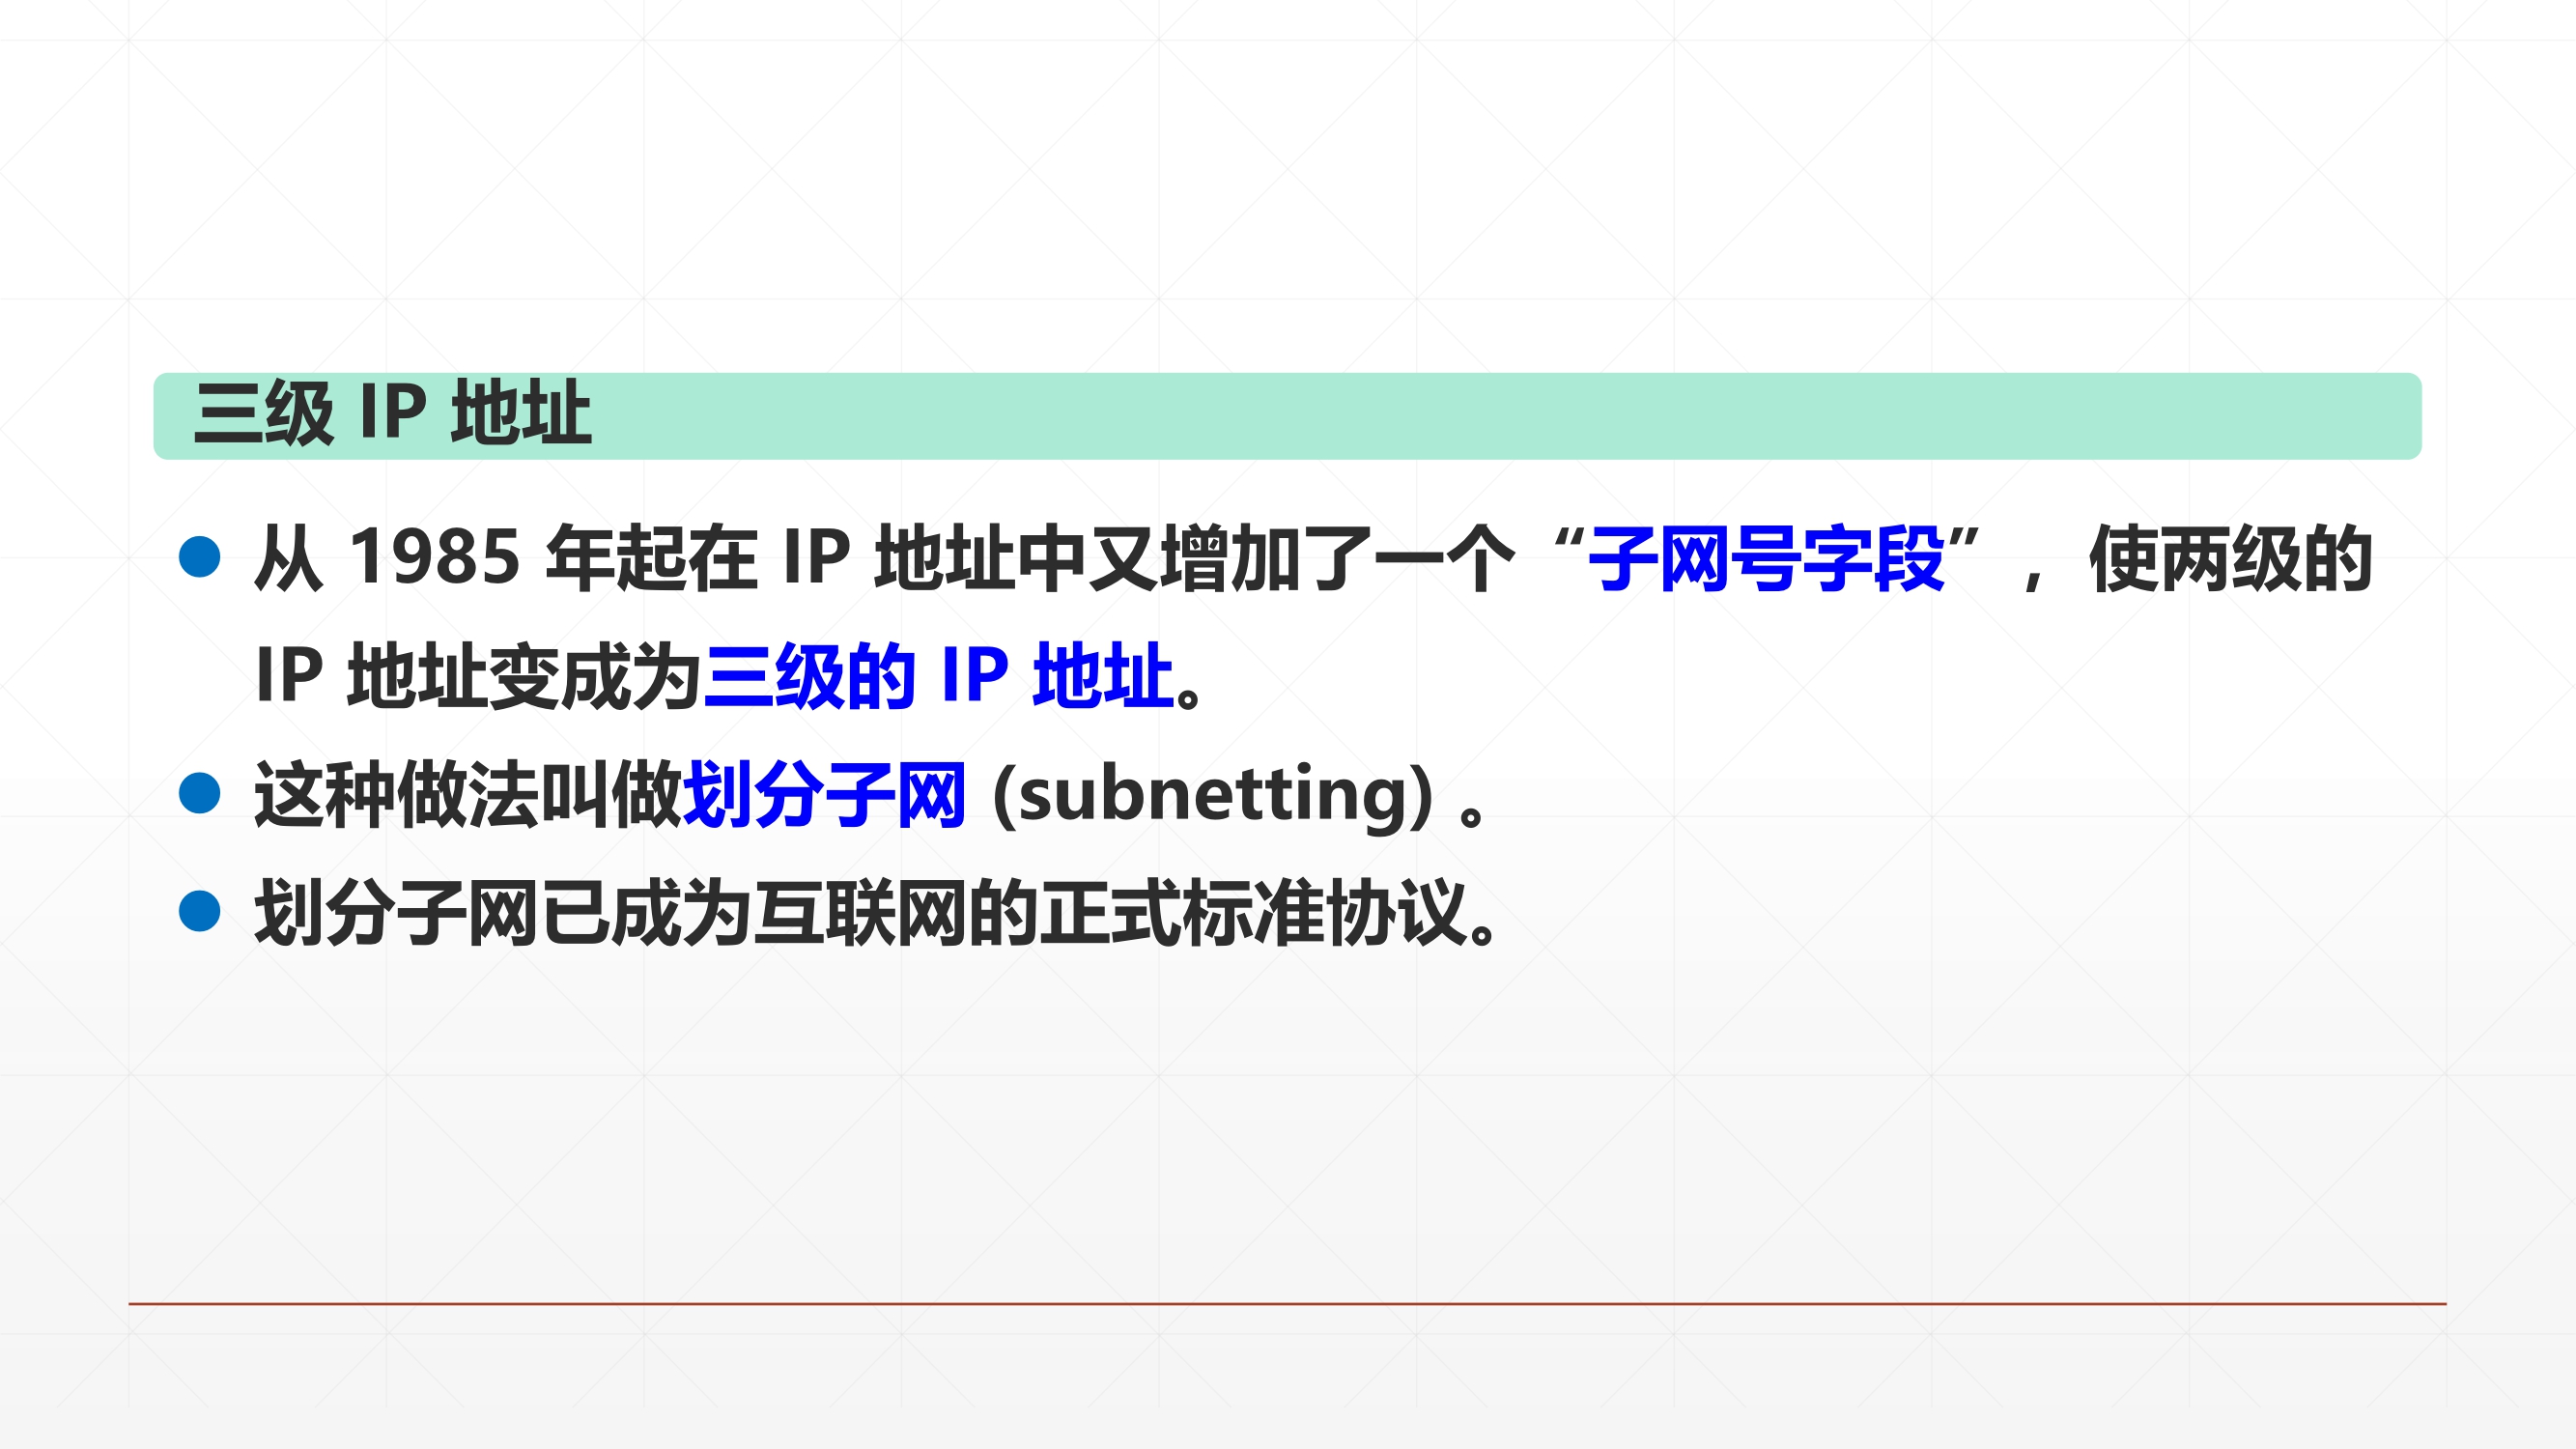 三级 IP 地址
从 1985 年起在 IP 地址中又增加了一个“子网号字段”，使两级的
IP 地址变成为三级的 IP 地址。
这种做法叫做划分子网 (subnetting) 。
划分子网已成为互联网的正式标准协议。